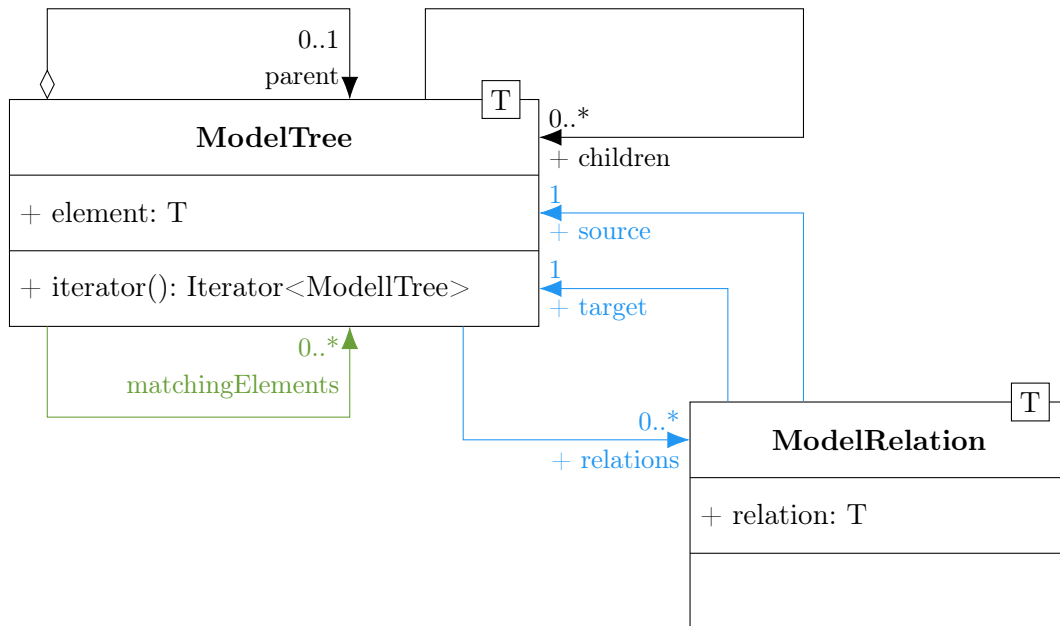 0..1
parent
T
ModelTree
0..*
+ children
+ element: T
1
+ source
+ iterator(): Iterator<ModellTree>
1
+ target
0..*
matchingElements
T
0..*
+ relations
ModelRelation
+ relation: T